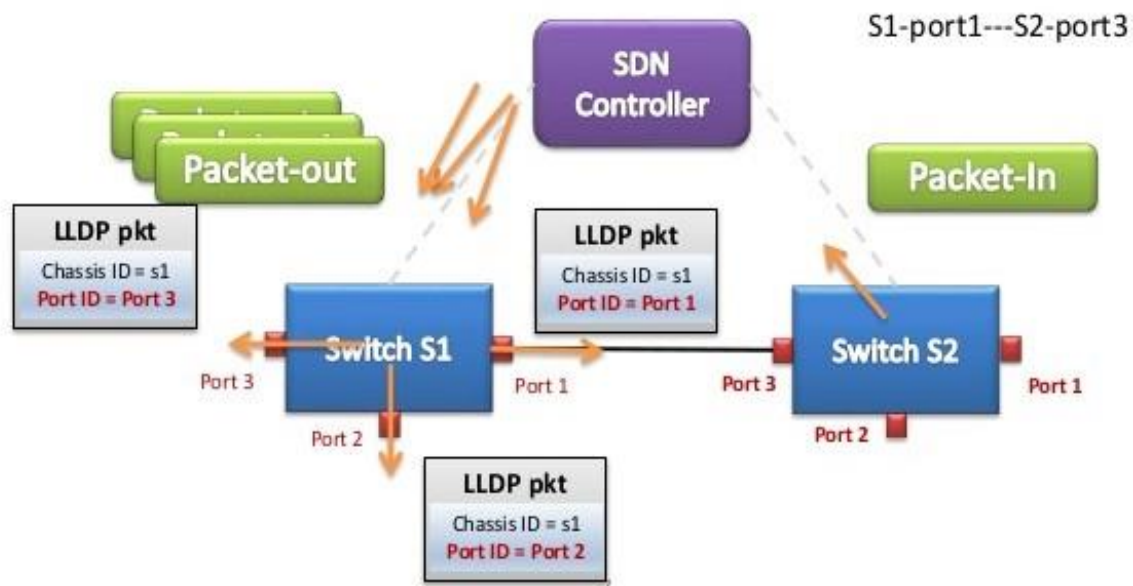 S1-port1---S2-port3
SDN
Controller
Packet-out
Packet-In
LLDP pkt
Chassis ID = s1
Port ID = Port 3
LLDP pkt
Chassis ID = s1
Port ID = Port 1
Switch S1
Switch S2
Port 3
Port 1
Port 3
Port 1
Port 2
Port 2
LLDP pkt
Chassis ID = s1
Port ID = Port 2